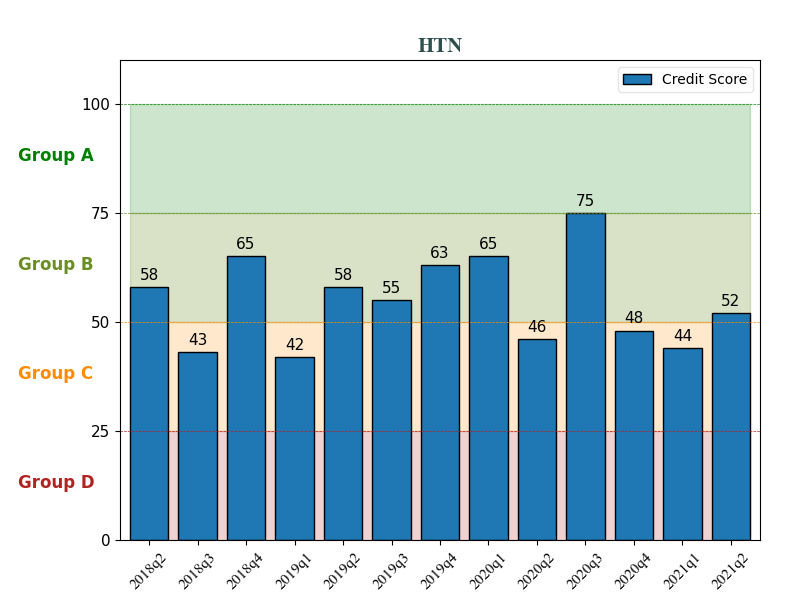 HTN
Credit Score
100
Group A
75
Group B
50
Group C
25
Group D
0
58
43
65
42
58
55
63
65
46
75
48
44
52
2018q2
2018q3
2018q4
2019q1
2019q2
2019q3
2019q4
2020q1
2020q2
2020q3
2020q4
2021q1
2021q2